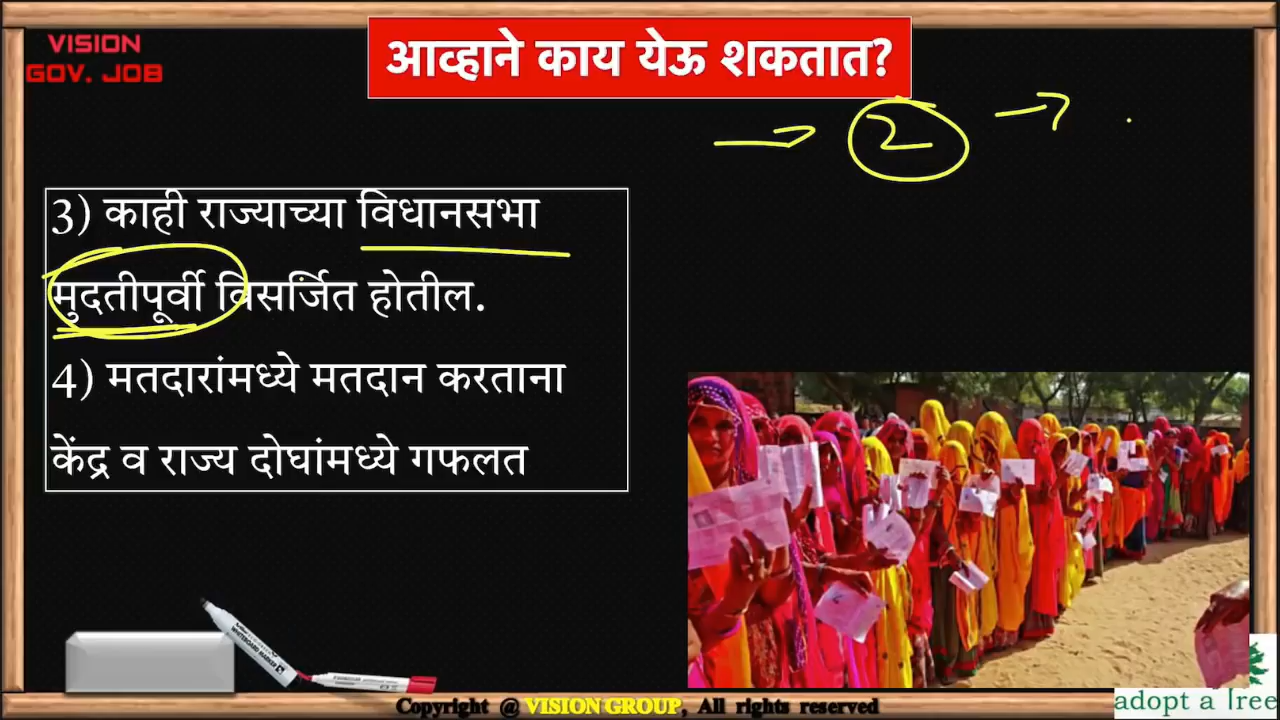 VISION
GOV. JOB
आव्हाने काय येऊ शकतात?
→ 2 →
3) काही राज्याच्या विधानसभा
मुदतीपूर्वी विसर्जित होतील.
4) मतदारांमध्ये मतदान करताना
केंद्र व राज्य दोघांमध्ये गफलत
Copyright @ VISION GROUP, All rights reserved
adopt a Tree